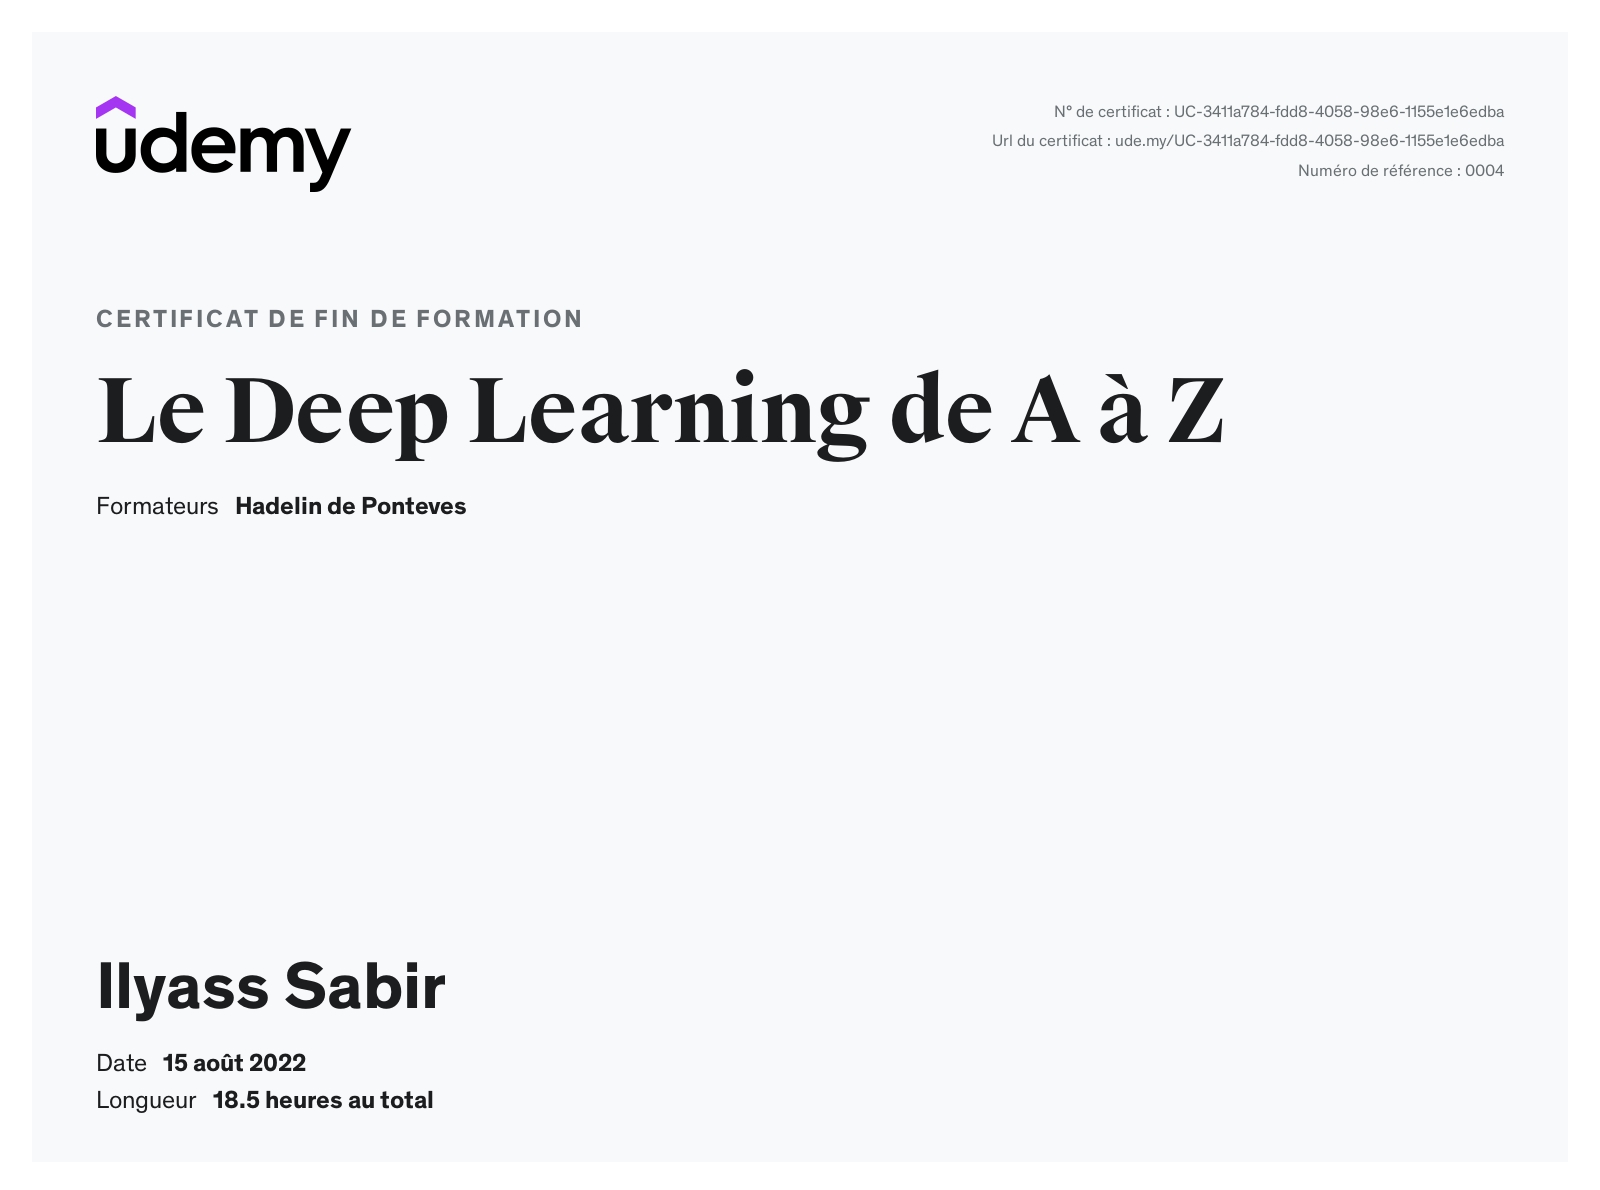 ûdemy
N° de certificat : UC-3411a784-fdd8-4058-98e6-1155e1e6edba
Url du certificat : ude.my/UC-3411a784-fdd8-4058-98e6-1155e1e6edba
Numéro de référence : 0004
CERTIFICAT DE FIN DE FORMATION
Le Deep Learning de A à Z
Formateurs Hadelin de Ponteves
Ilyass Sabir
Date 15 août 2022
Longueur 18.5 heures au total